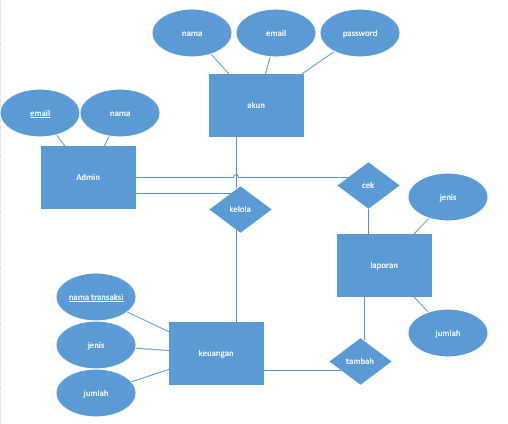 nama
email
password
akun
email
nama
Admin
cek
jenis
kelola
laporan
nama transaksi
jenis
jumlah
keuangan
jumlah
tambah